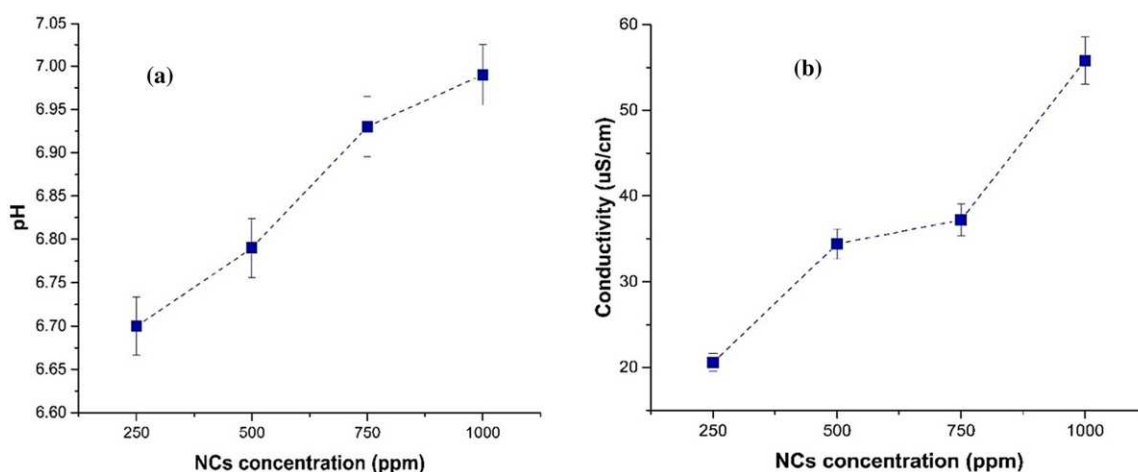 7.05
7.00
6.95
6.90
6.85
6.80
6.75
6.70
6.65
6.60
pH
(a)
250 500 750 1000
NCs concentration (ppm)
60
50
40
30
20
Conductivity (uS/cm)
(b)
250 500 750 1000
NCs concentration (ppm)